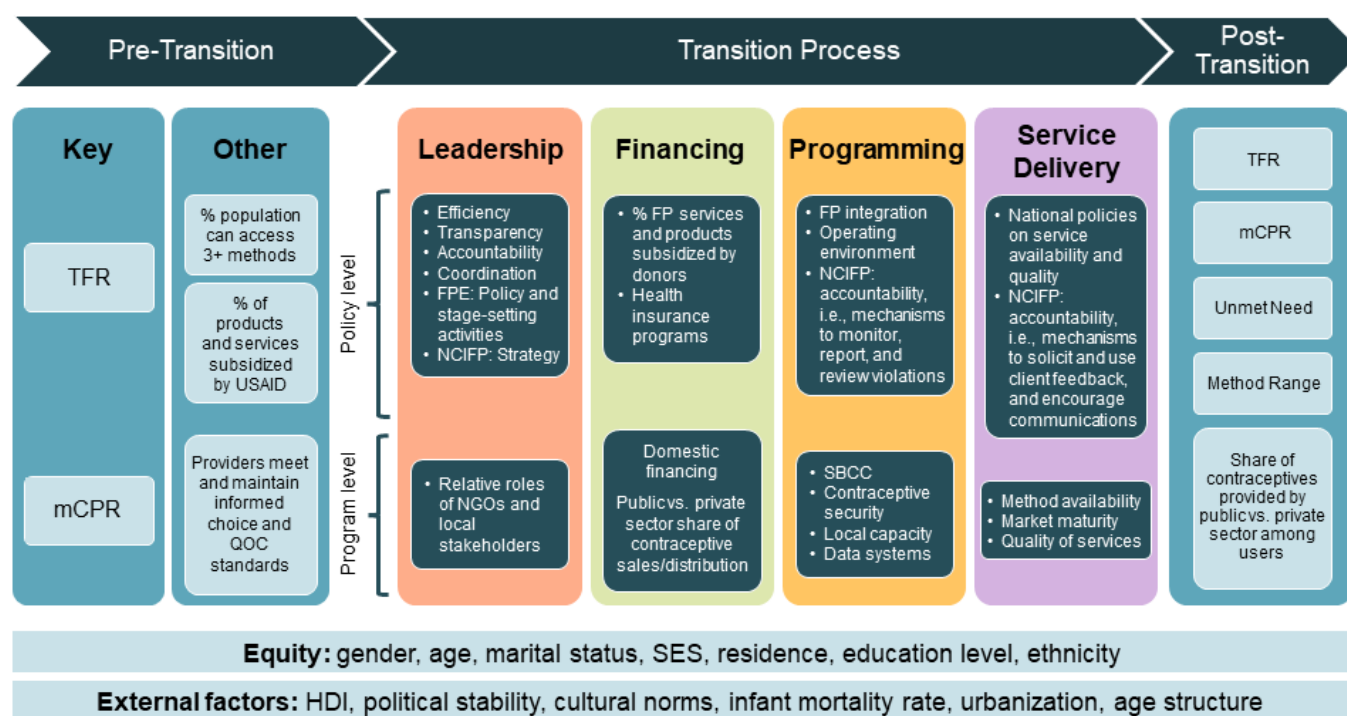 Pre-Transition
Transition Process
Post-
Transition
Key
TFR
mCPR
Other
% population
can access
3+ methods
% of
products
and services
subsidized
by USAID
Providers meet
and maintain
informed
choice and
QOC
standards
Policy level
Program level
Leadership
• Efficiency
• Transparency
• Accountability
• Coordination
• FPE: Policy and
stage-setting
activities
• NCIFP: Strategy
• Relative roles
of NGOs and
local
stakeholders
Financing
• % FP services
and products
subsidized by
donors
• Health
insurance
programs
Domestic
financing
Public vs. private
sector share of
contraceptive
sales/distribution
Programming
• FP integration
• Operating
environment
• NCIFP:
accountability,
i.e., mechanisms
to monitor,
report, and
review violations
• SBCC
• Contraceptive
security
• Local capacity
• Data systems
Service
Delivery
• National policies
on service
availability and
quality
• NCIFP:
accountability,
i.e., mechanisms
to solicit and use
client feedback,
and encourage
communications
• Method availability
• Market maturity
• Quality of services
TFR
mCPR
Unmet Need
Method Range
Share of
contraceptives
provided by
public vs. private
sector among
users
Equity: gender, age, marital status, SES, residence, education level, ethnicity
External factors: HDI, political stability, cultural norms, infant mortality rate, urbanization, age structure